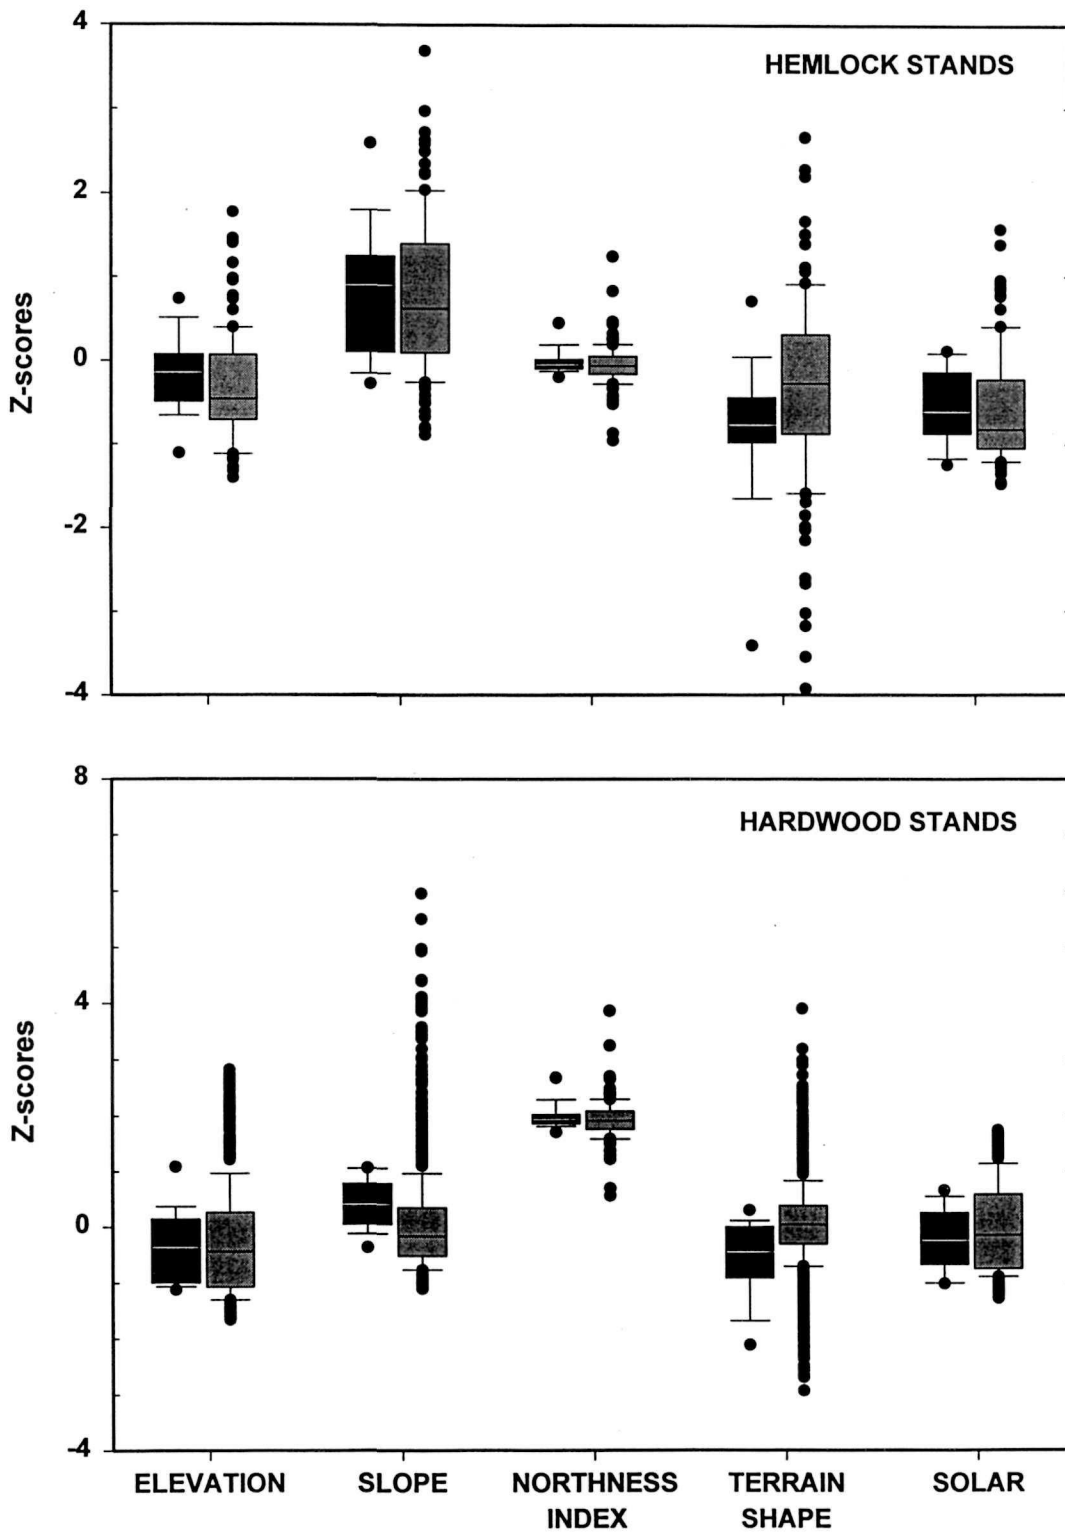 4
HEMLOCK STANDS
2
Z-scores
0
-2
-4
8
HARDWOOD STANDS
4
Z-scores
0
-4
ELEVATION
SLOPE
NORTHNESS
INDEX
TERRAIN
SHAPE
SOLAR